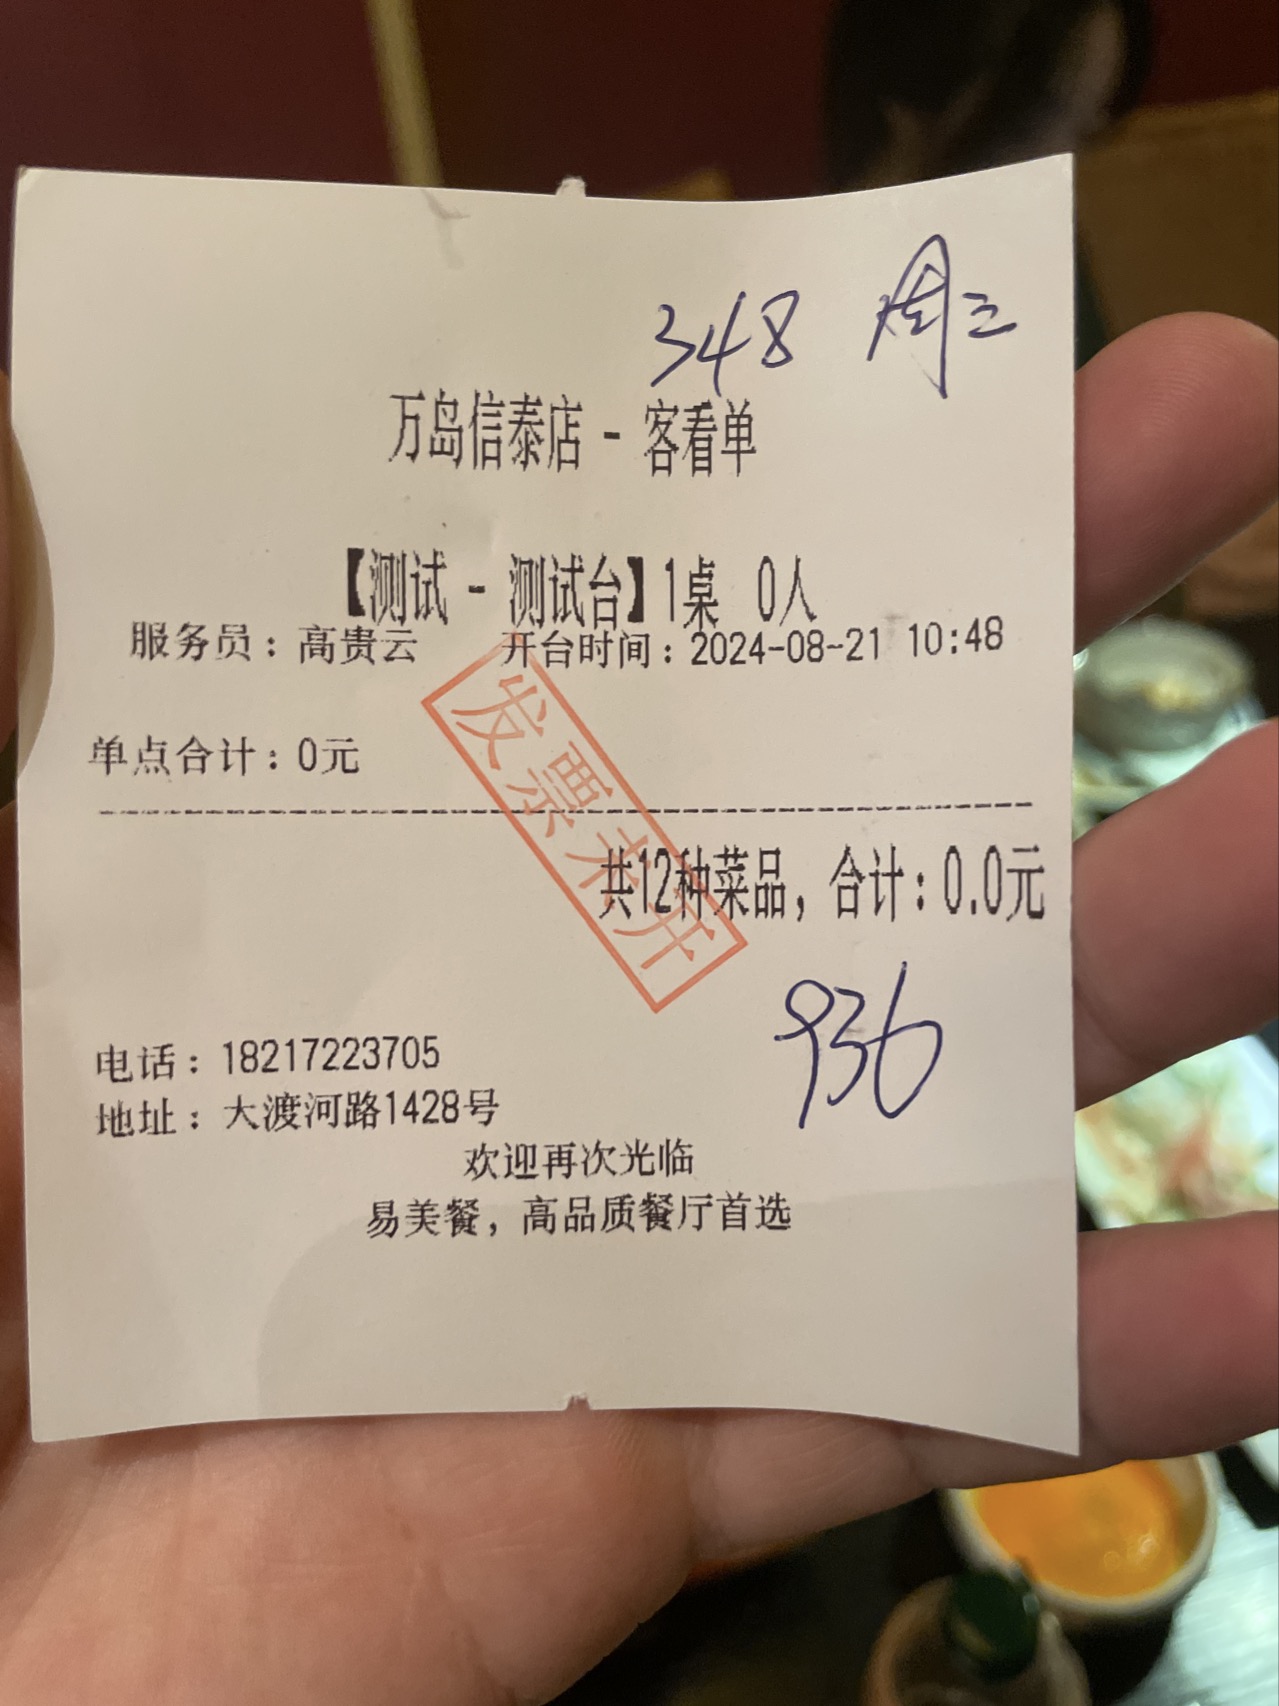 348 周三
万岛信泰店 - 客看单
【测试 - 测试台】1桌 0人
服务员：高贵云 开台时间：2024-08-21 10:48
单点合计：0元
发票未开
共12种菜品，合计：0.0元
936
电话：18217223705
地址：大渡河路1428号
欢迎再次光临
易美餐，高品质餐厅首选